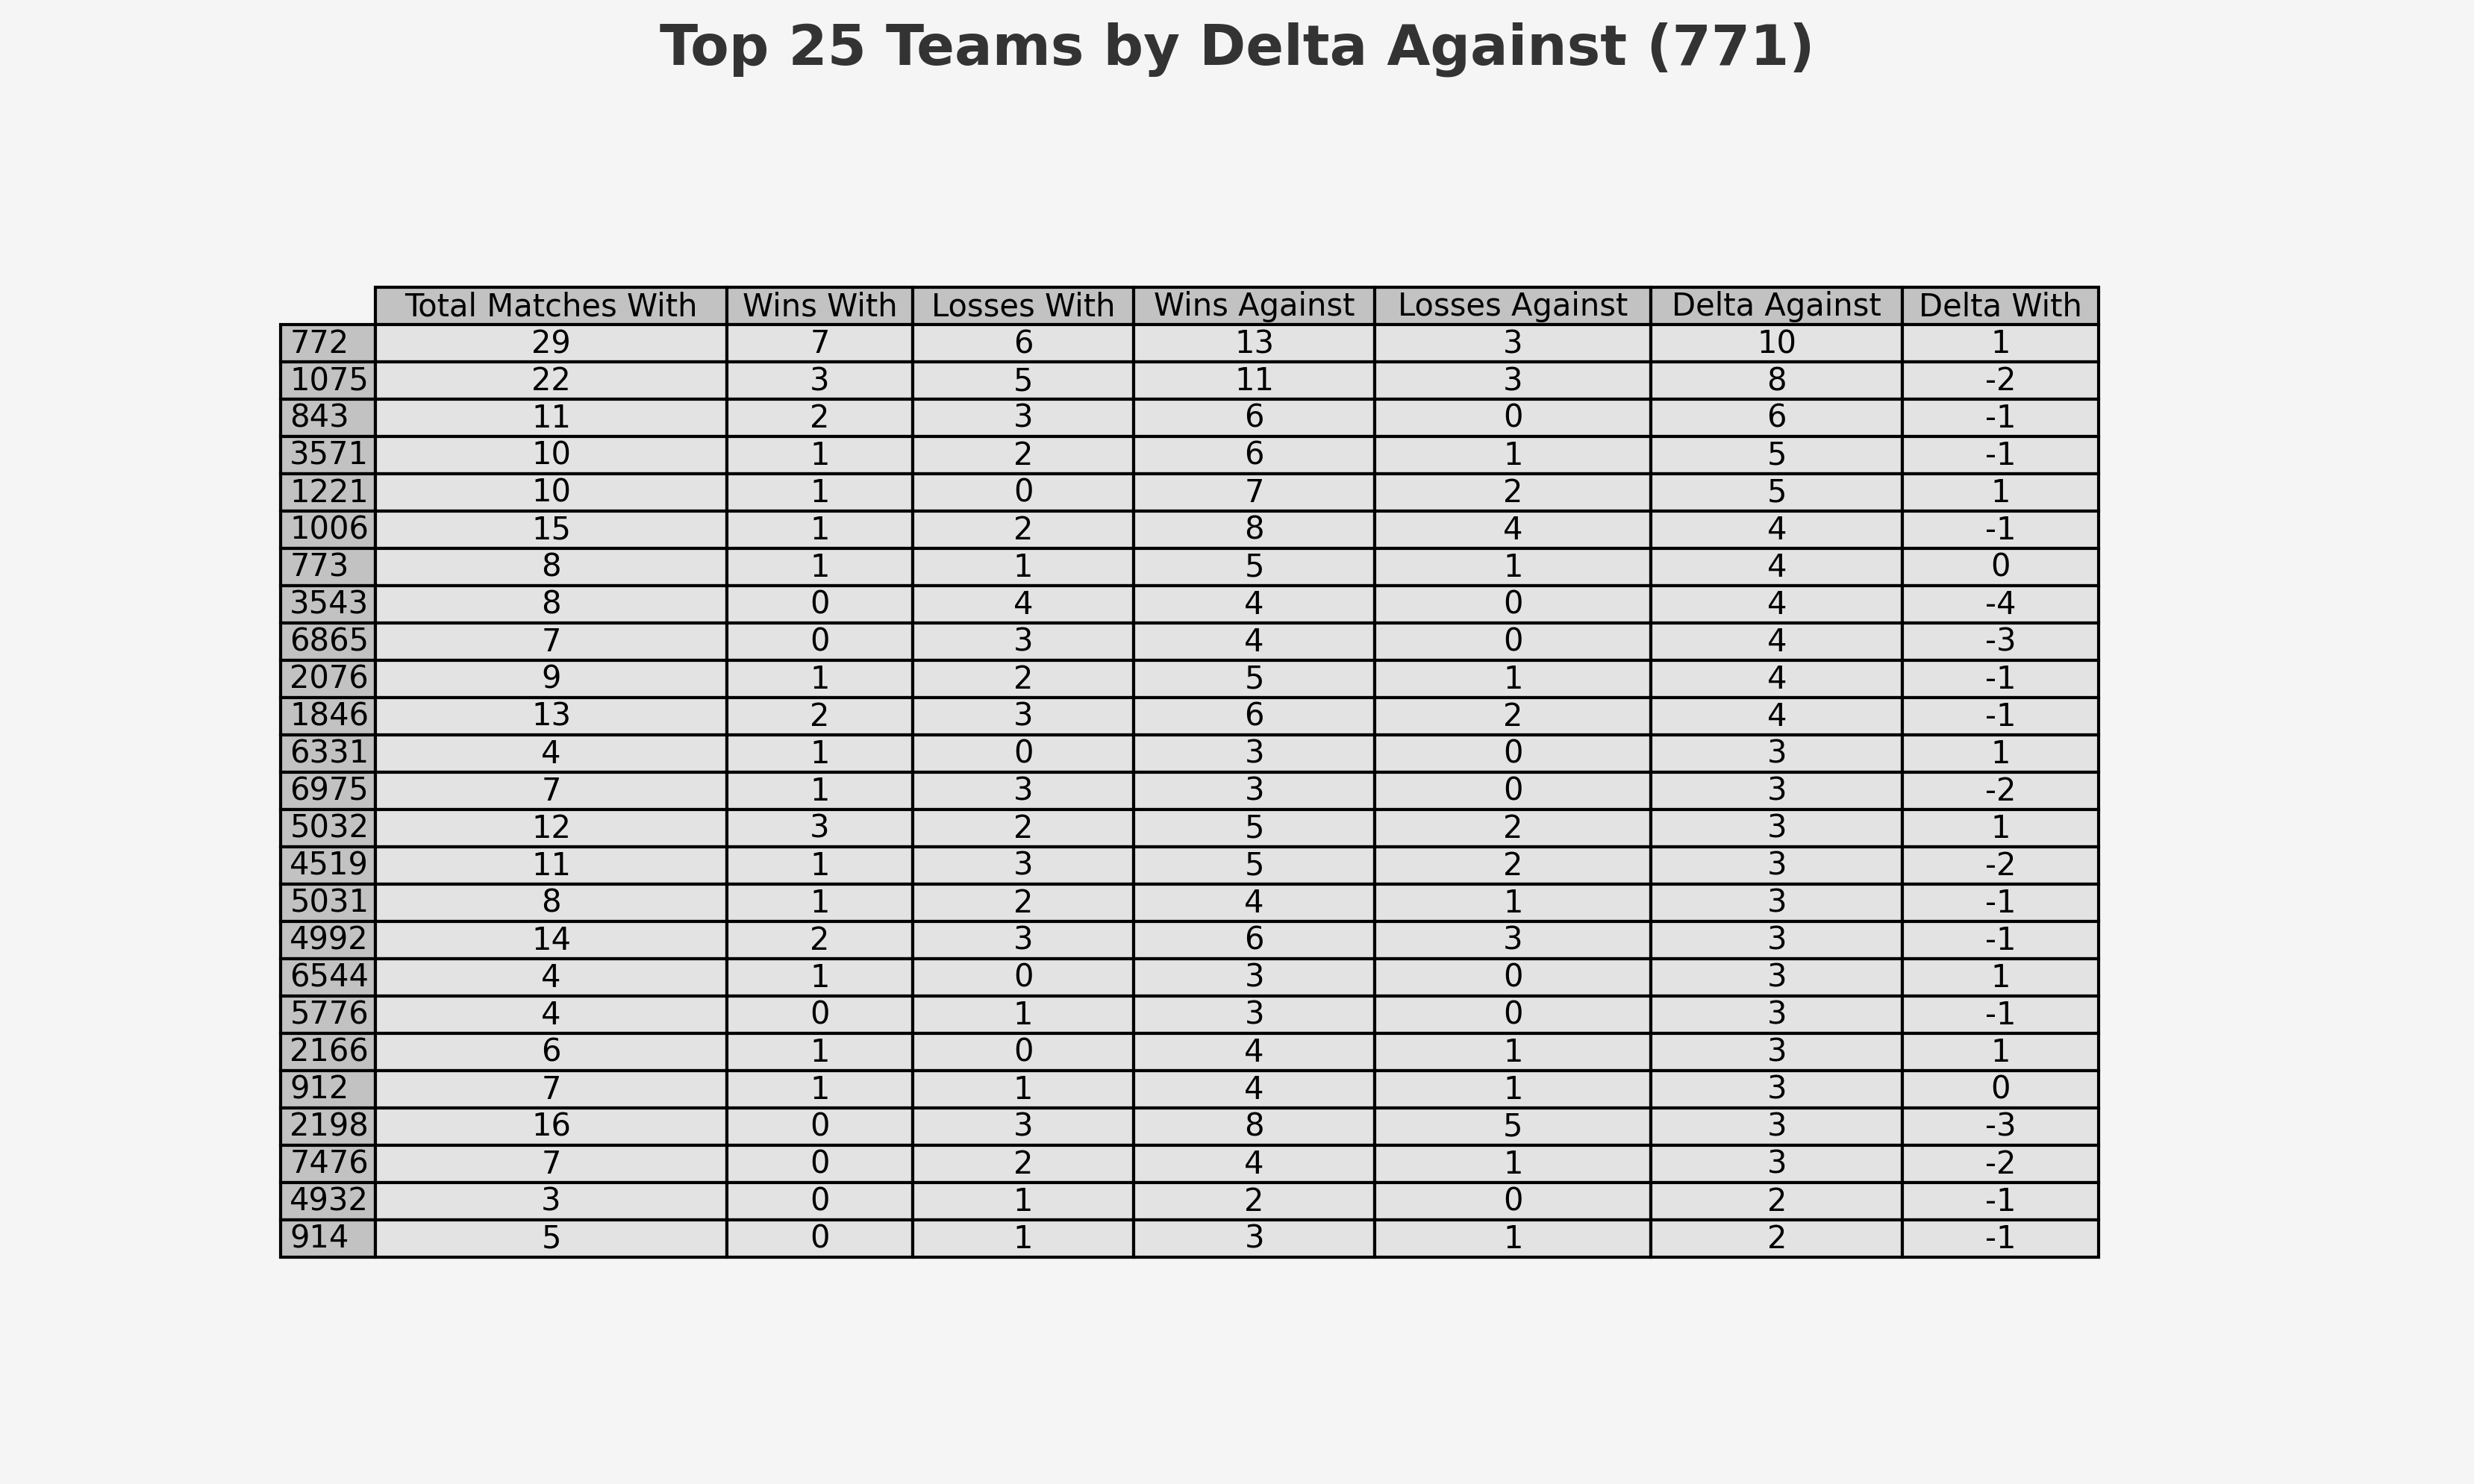 Top 25 Teams by Delta Against (771)
Total Matches With Wins With Losses With Wins Against Losses Against Delta Against Delta With
772 29 7 6 13 3 10 1
1075 22 3 5 11 3 8 -2
843 11 2 3 6 0 6 -1
3571 10 1 2 6 1 5 -1
1221 10 1 0 7 2 5 1
1006 15 1 2 8 4 4 -1
773 8 1 1 5 1 4 0
3543 8 0 4 4 0 4 -4
6865 7 0 3 4 0 4 -3
2076 9 1 2 5 1 4 -1
1846 13 2 3 6 2 4 -1
6331 4 1 0 3 0 3 1
6975 7 1 3 3 0 3 -2
5032 12 3 2 5 2 3 1
4519 11 1 3 5 2 3 -2
5031 8 1 2 4 1 3 -1
4992 14 2 3 6 3 3 -1
6544 4 1 0 3 0 3 1
5776 4 0 1 3 0 3 -1
2166 6 1 0 4 1 3 1
912 7 1 1 4 1 3 0
2198 16 0 3 8 5 3 -3
7476 7 0 2 4 1 3 -2
4932 3 0 1 2 0 2 -1
914 5 0 1 3 1 2 -1